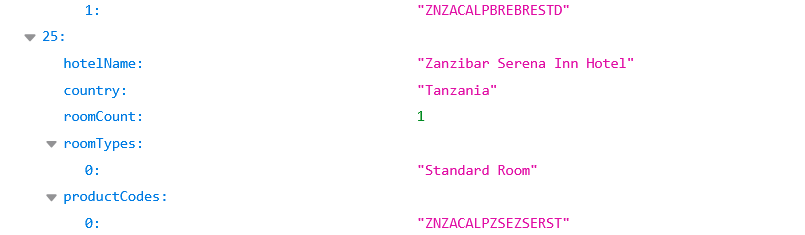 1: "ZNZACALPBREBRESTD"
25:
hotelName: "Zanzibar Serena Inn Hotel"
country: "Tanzania"
roomCount: 1
roomTypes:
0: "Standard Room"
productCodes:
0: "ZNZACALPZSEZSERST"